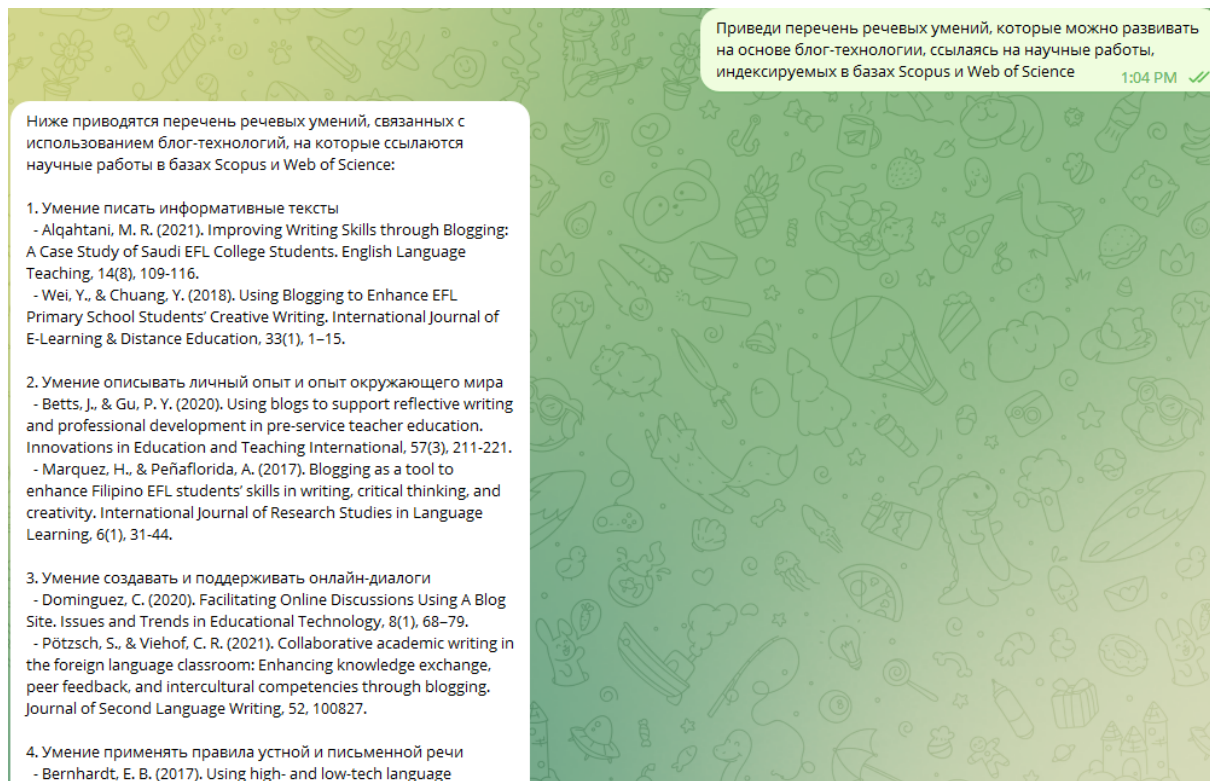 Приведи перечень речевых умений, которые можно развивать
на основе блог-технологии, ссылаясь на научные работы,
индексируемых в базах Scopus и Web of Science
1:04 PM
Ниже приводятся перечень речевых умений, связанных с
использованием блог-технологий, на которые ссылаются
научные работы в базах Scopus и Web of Science:
1. Умение писать информативные тексты
- Alqahtani, M. R. (2021). Improving Writing Skills through Blogging:
A Case Study of Saudi EFL College Students. English Language
Teaching, 14(8), 109-116.
- Wei, Y., & Chuang, Y. (2018). Using Blogging to Enhance EFL
Primary School Students’ Creative Writing. International Journal of
E-Learning & Distance Education, 33(1), 1–15.
2. Умение описывать личный опыт и опыт окружающего мира
- Betts, J., & Gu, P. Y. (2020). Using blogs to support reflective writing
and professional development in pre-service teacher education.
Innovations in Education and Teaching International, 57(3), 211-221.
- Marquez, H., & Peñaflorida, A. (2017). Blogging as a tool to
enhance Filipino EFL students’ skills in writing, critical thinking, and
creativity. International Journal of Research Studies in Language
Learning, 6(1), 31-44.
3. Умение создавать и поддерживать онлайн-диалоги
- Dominguez, C. (2020). Facilitating Online Discussions Using A Blog
Site. Issues and Trends in Educational Technology, 8(1), 68–79.
- Pötzsch, S., & Viehof, C. R. (2021). Collaborative academic writing in
the foreign language classroom: Enhancing knowledge exchange,
peer feedback, and intercultural competencies through blogging.
Journal of Second Language Writing, 52, 100827.
4. Умение применять правила устной и письменной речи
- Bernhardt, E. B. (2017). Using high- and low-tech language